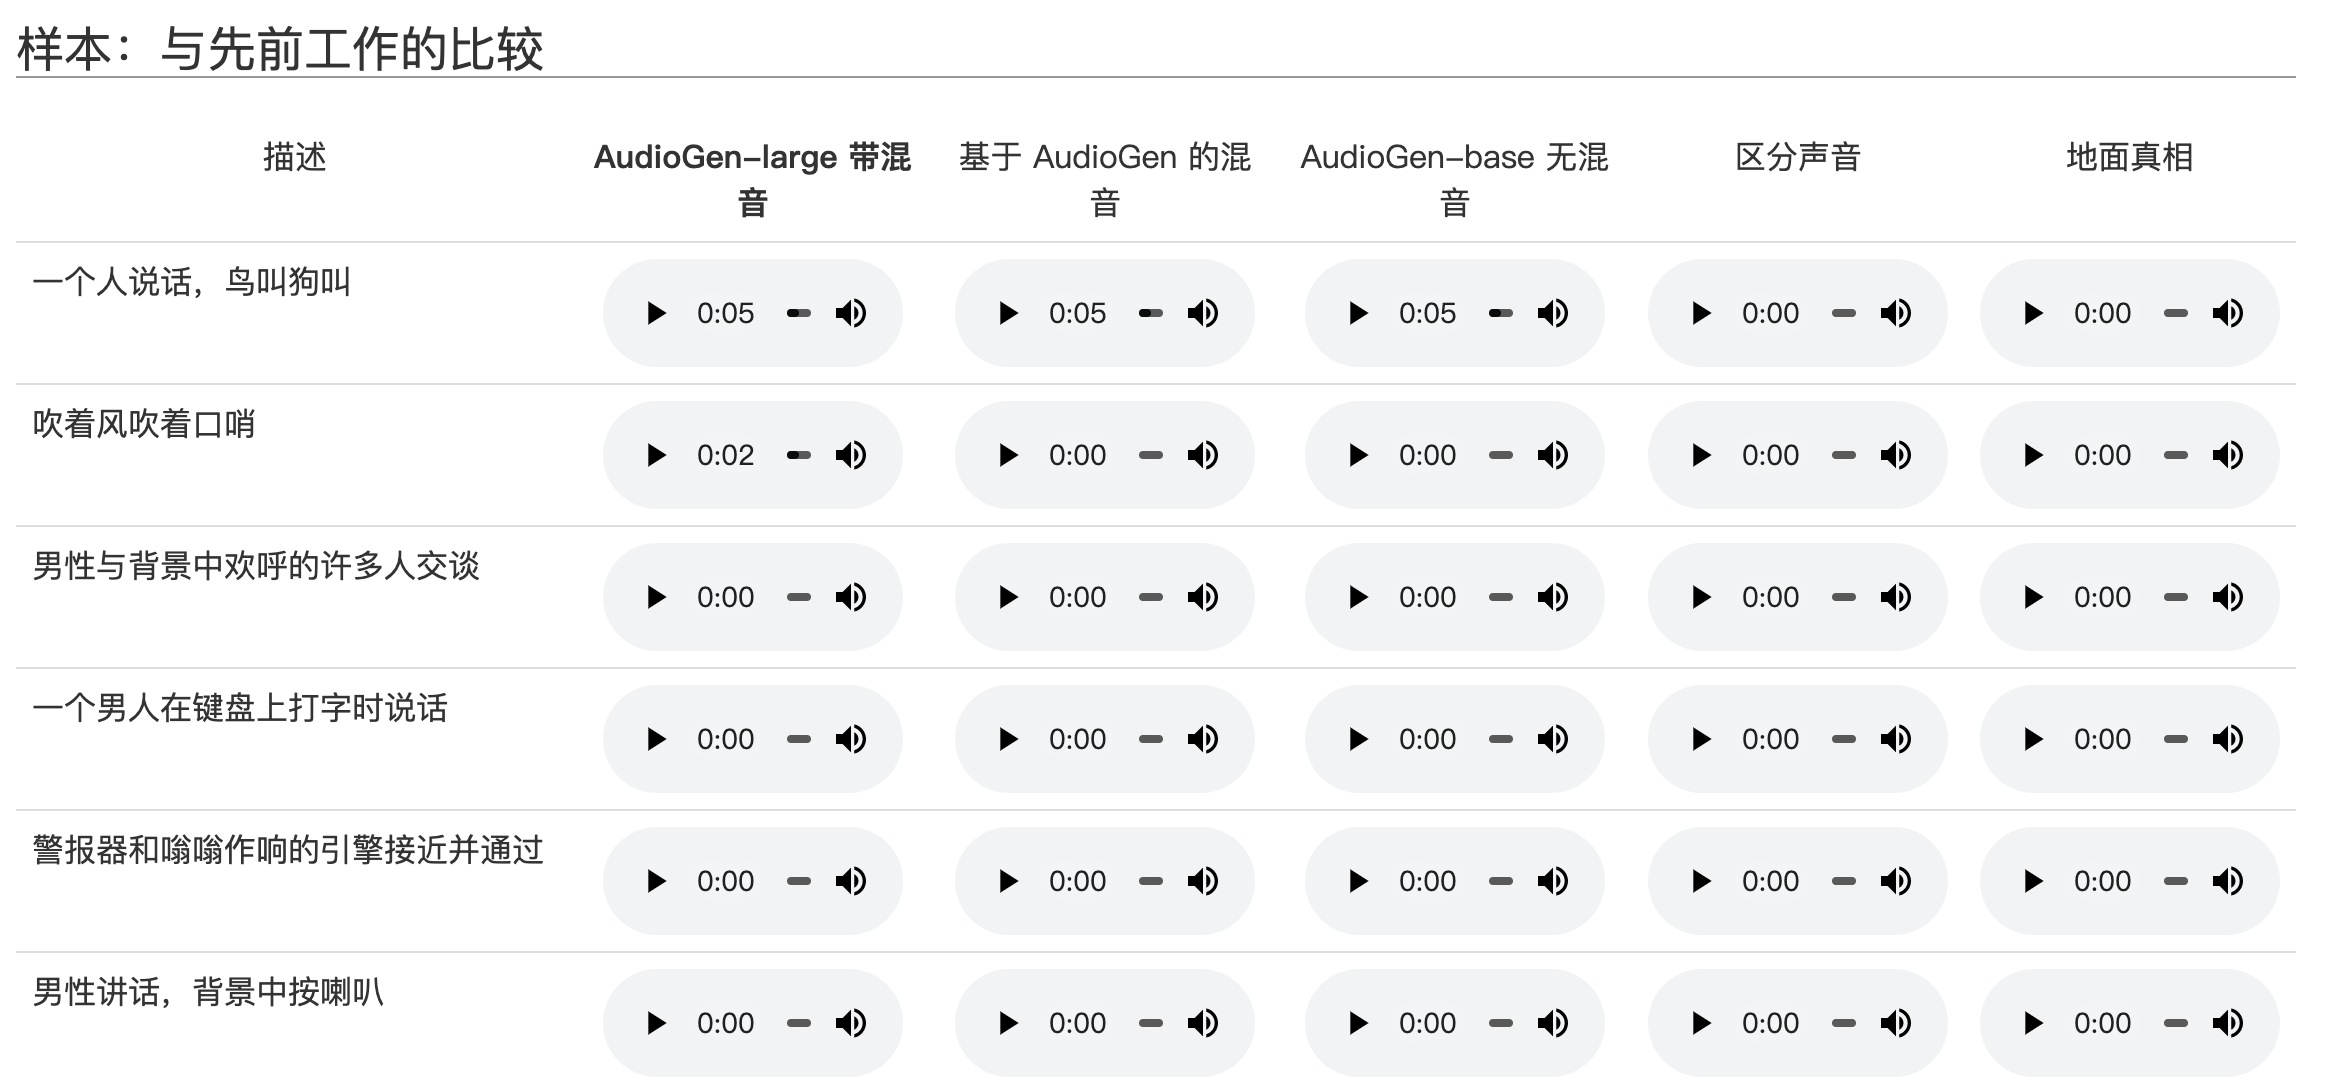 样本：与先前工作的比较
描述
AudioGen-large 带混
音
基于 AudioGen 的混
音
AudioGen-base 无混
音
区分声音
地面真相
一个人说话，鸟叫狗叫
0:05
0:05
0:05
0:00
0:00
吹着风吹着口哨
0:02
0:00
0:00
0:00
0:00
男性与背景中欢呼的许多人交谈
0:00
0:00
0:00
0:00
0:00
一个男人在键盘上打字时说话
0:00
0:00
0:00
0:00
0:00
警报器和嗡嗡作响的引擎接近并通过
0:00
0:00
0:00
0:00
0:00
男性讲话，背景中按喇叭
0:00
0:00
0:00
0:00
0:00